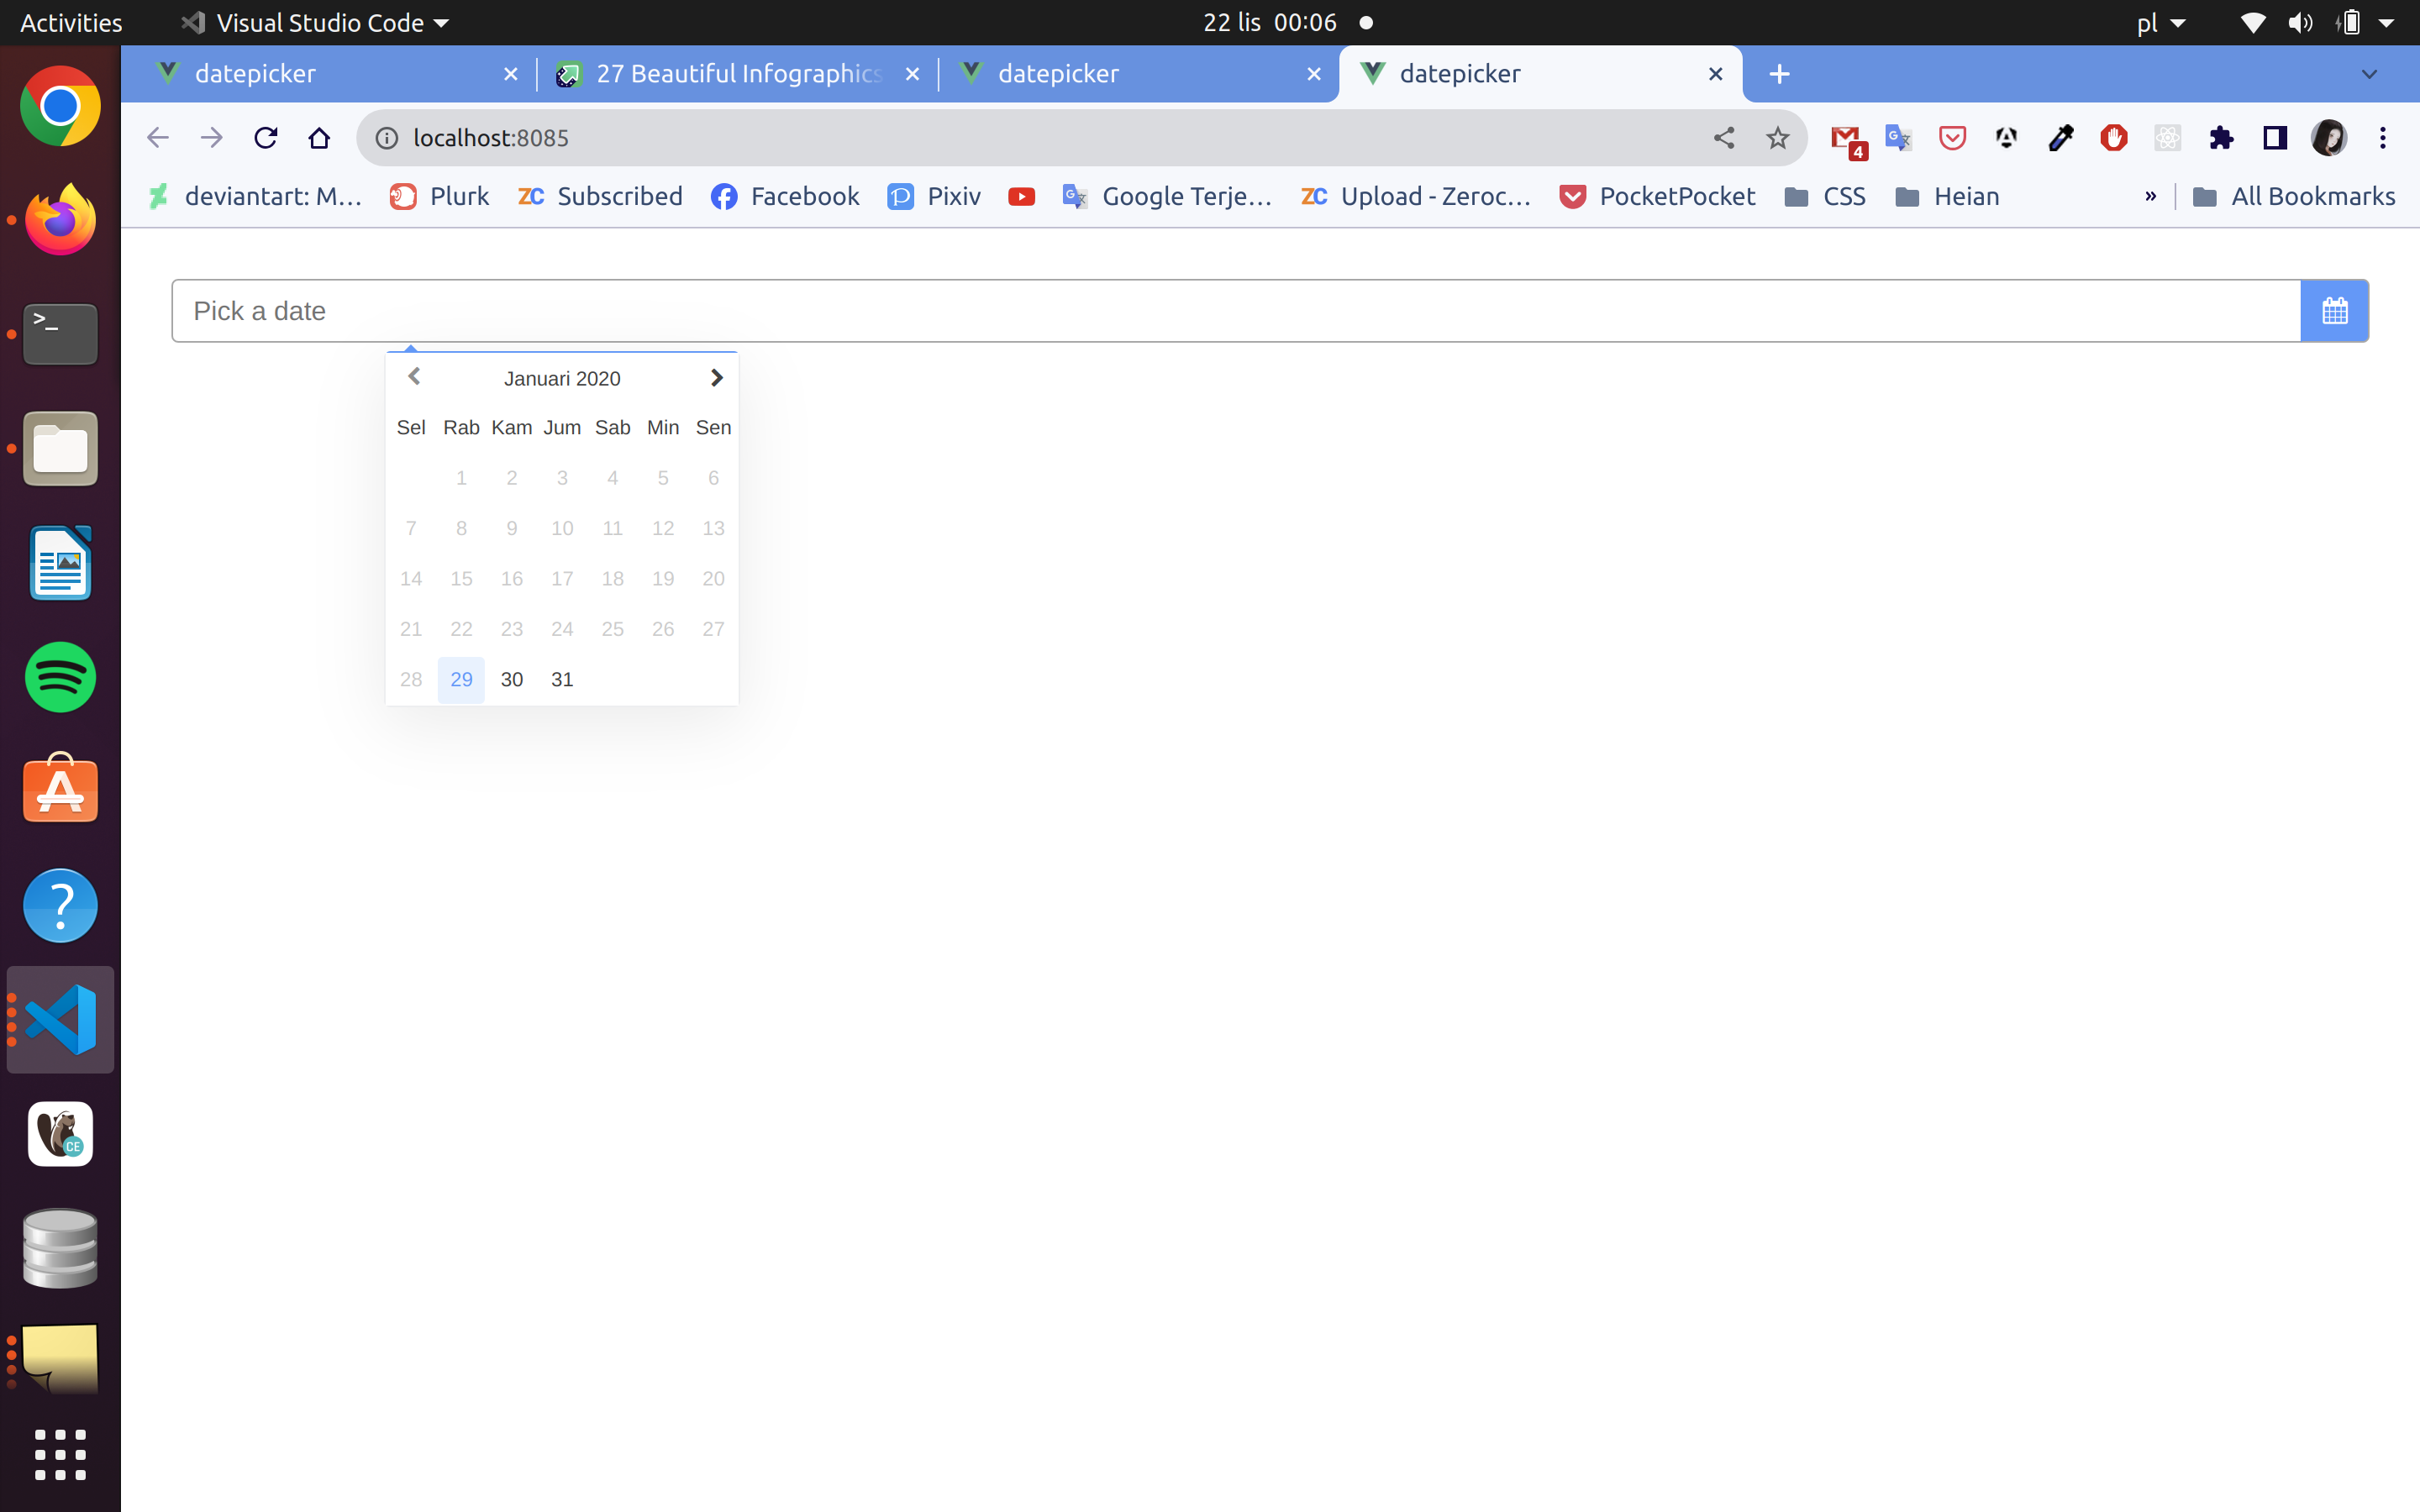 Activities Visual Studio Code 22 lis 00:06 pl
datepicker 27 Beautiful Infographics datepicker datepicker
localhost:8085 4
deviantart: M... Plurk ZC Subscribed Facebook Pixiv Google Terje... ZC Upload - Zeroc... PocketPocket CSS Heian » All Bookmarks
Pick a date
Januari 2020
Sel Rab Kam Jum Sab Min Sen
1 2 3 4 5 6
7 8 9 10 11 12 13
14 15 16 17 18 19 20
21 22 23 24 25 26 27
28 29 30 31
>_
?
CE